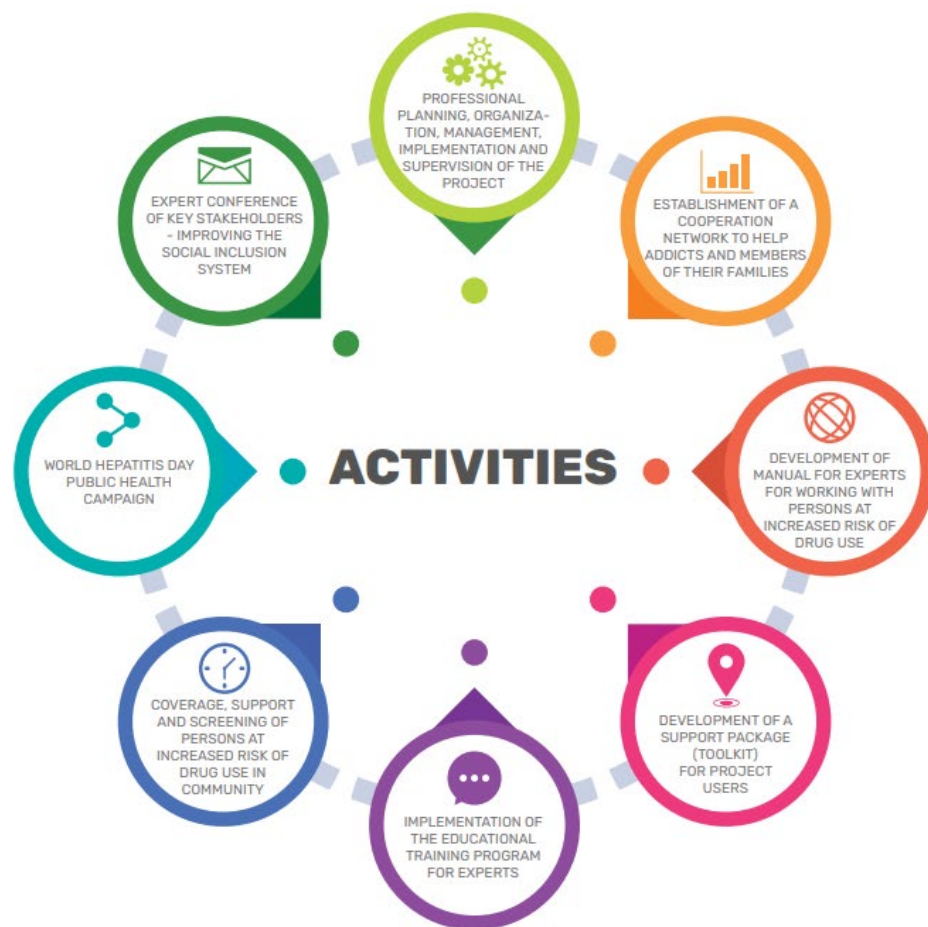 PROFESSIONAL
PLANNING, ORGANIZA-
TION, MANAGEMENT,
IMPLEMENTATION AND
SUPERVISION OF THE
PROJECT
ESTABLISHMENT OF A
COOPERATION
NETWORK TO HELP
ADDICTS AND MEMBERS
OF THEIR FAMILIES
DEVELOPMENT OF
MANUAL FOR EXPERTS
FOR WORKING WITH
PERSONS AT
INCREASED RISK OF
DRUG USE
DEVELOPMENT OF A
SUPPORT PACKAGE
(TOOLKIT)
FOR PROJECT
USERS
IMPLEMENTATION OF
THE EDUCATIONAL
TRAINING PROGRAM
FOR EXPERTS
COVERAGE, SUPPORT
AND SCREENING OF
PERSONS AT
INCREASED RISK OF
DRUG USE IN
COMMUNITY
WORLD HEPATITIS DAY
PUBLIC HEALTH
CAMPAIGN
EXPERT CONFERENCE
OF KEY STAKEHOLDERS
- IMPROVING THE
SOCIAL INCLUSION
SYSTEM
ACTIVITIES